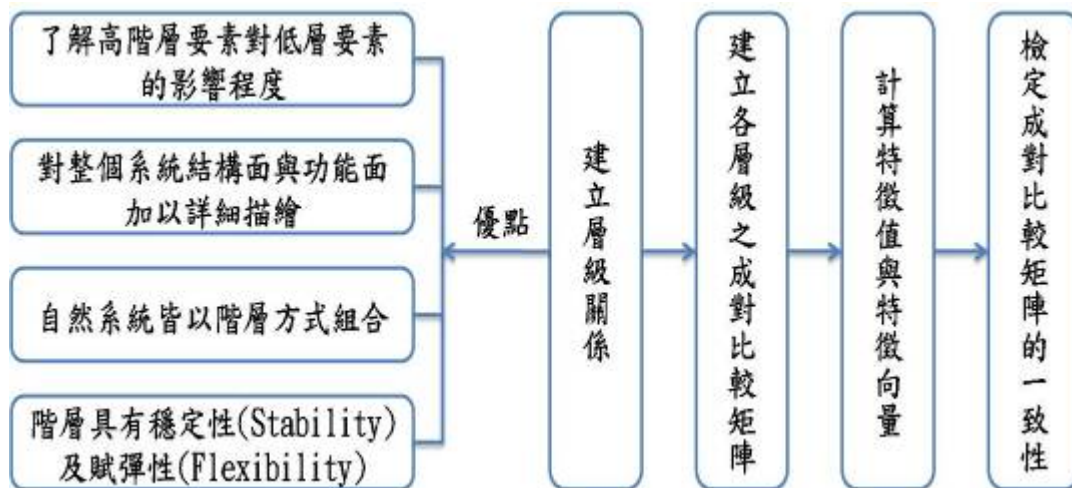 了解高階層要素對低層要素
的影響程度
對整個系統結構面與功能面
加以詳細描繪
自然系統皆以階層方式組合
階層具有穩定性(Stability)
及賦彈性(Flexibility)
優點
建立層級關係
建立各層級之成對比較矩陣
計算特徵值與特徵向量
檢定成對比較矩陣的一致性